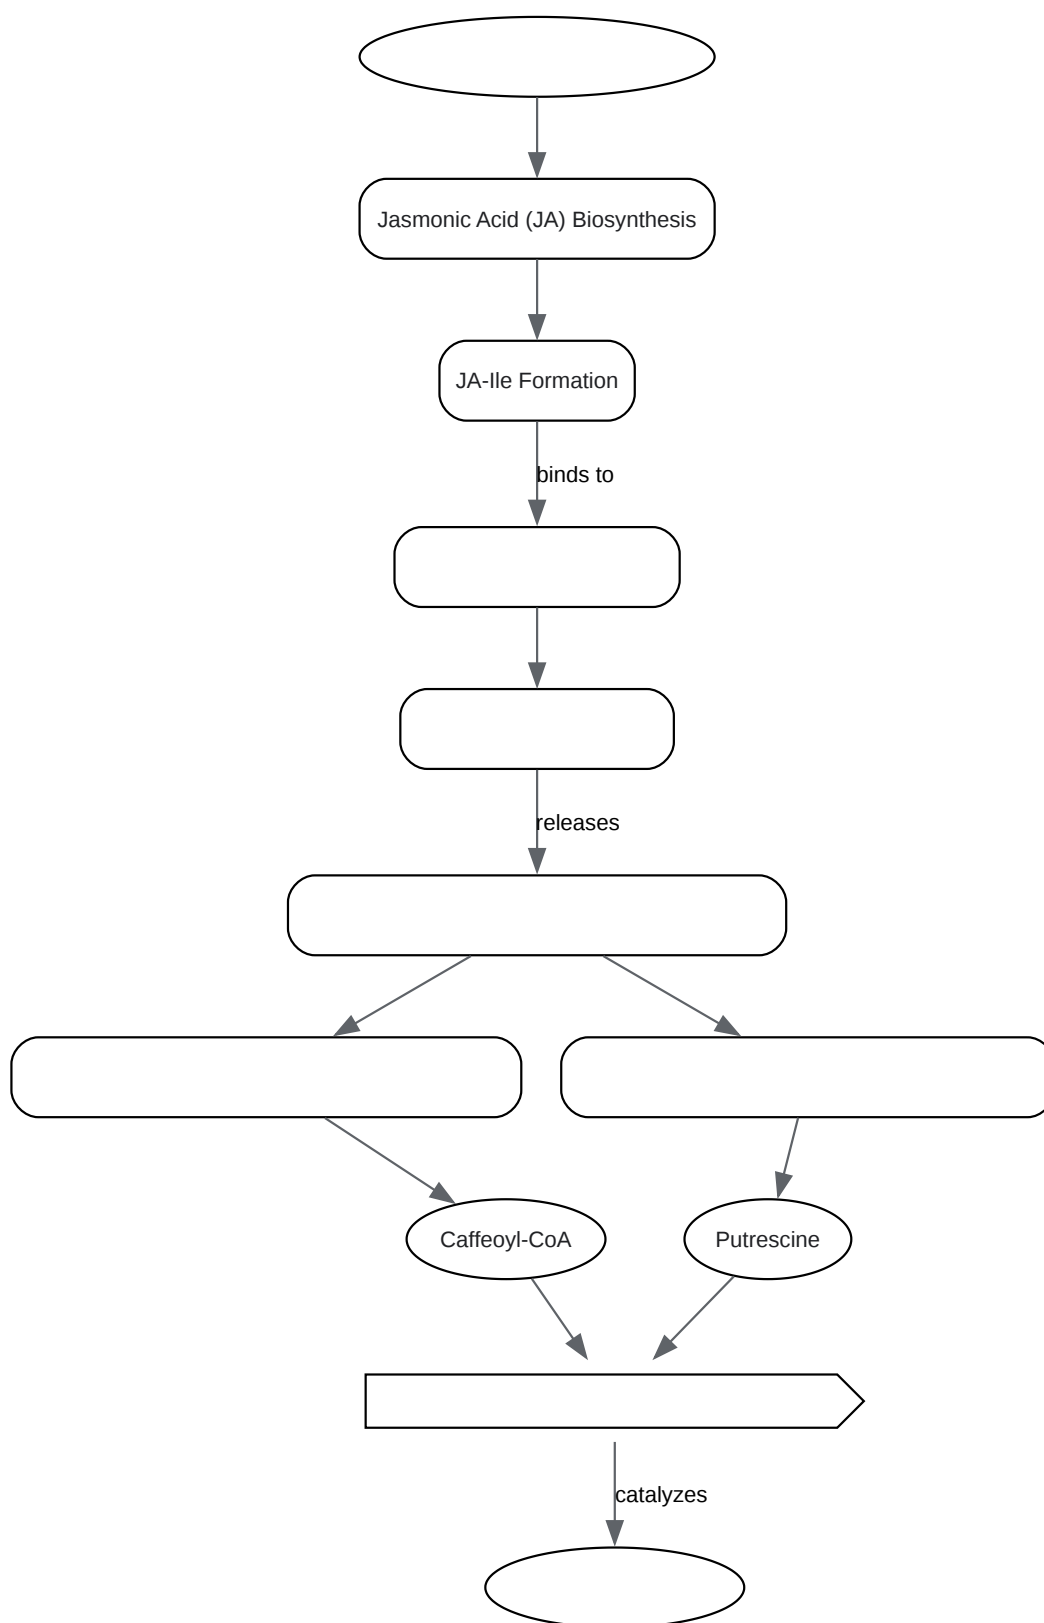 Jasmonic Acid (JA) Biosynthesis
JA-Ile Formation
binds to
releases
Caffeoyl-CoA
Putrescine
catalyzes